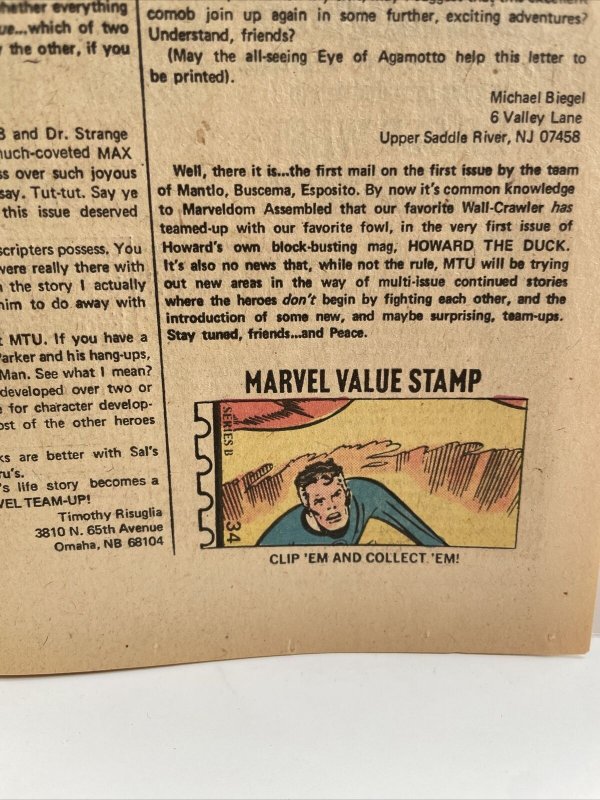 whether everything
ue...which of two
y the other, if you
3 and Dr. Strange
much-coveted MAX
ss over such joyous
say. Tut-tut. Say ye
this issue deserved
scripters possess. You
were really there with
n the story I actually
him to do away with
t MTU. If you have a
Parker and his hang-ups,
Man. See what I mean?
developed over two or
e for character develop-
ost of the other heroes
ks are better with Sal's
ru's.
's life story becomes a
VEL TEAM-UP!
Timothy Risuglia
3810 N. 65th Avenue
Omaha, NB 68104
comob join up again in some further, exciting adventures?
Understand, friends?
(May the all-seeing Eye of Agamotto help this letter to
be printed).
Michael Biegel
6 Valley Lane
Upper Saddle River, NJ 07458
Well, there it is...the first mail on the first issue by the team
of Mantlo, Buscema, Esposito. By now it's common Knowledge
to Marveldom Assembled that our favorite Wall-Crawler has
teamed-up with our favorite fowl, in the very first issue of
Howard's own block-busting mag, HOWARD THE DUCK.
It's also no news that, while not the rule, MTU will be trying
out new areas in the way of multi-issue continued stories
where the heroes don't begin by fighting each other, and the
introduction of some new, and maybe surprising, team-ups.
Stay tuned, friends...and Peace.
MARVEL VALUE STAMP
SERIES B
34
CLIP 'EM AND COLLECT 'EM!